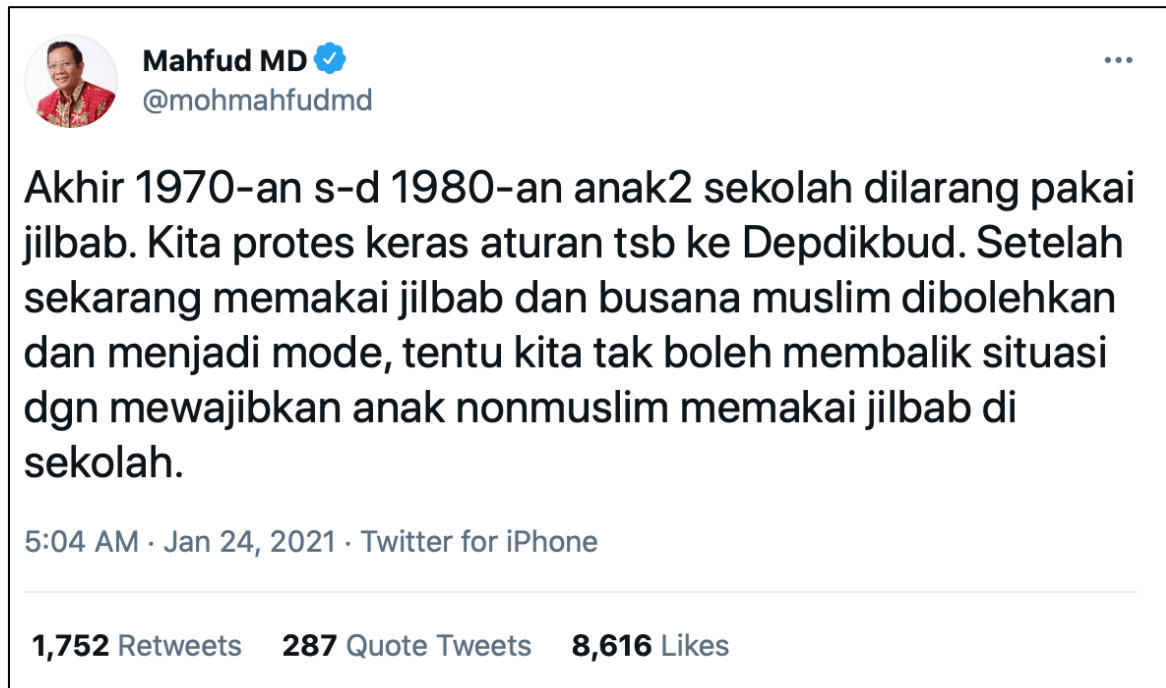 Mahfud MD
@mohmahfudmd
Akhir 1970-an s-d 1980-an anak2 sekolah dilarang pakai
jilbab. Kita protes keras aturan tsb ke Depdikbud. Setelah
sekarang memakai jilbab dan busana muslim dibolehkan
dan menjadi mode, tentu kita tak boleh membalik situasi
dgn mewajibkan anak nonmuslim memakai jilbab di
sekolah.
5:04 AM · Jan 24, 2021 · Twitter for iPhone
1,752 Retweets 287 Quote Tweets 8,616 Likes